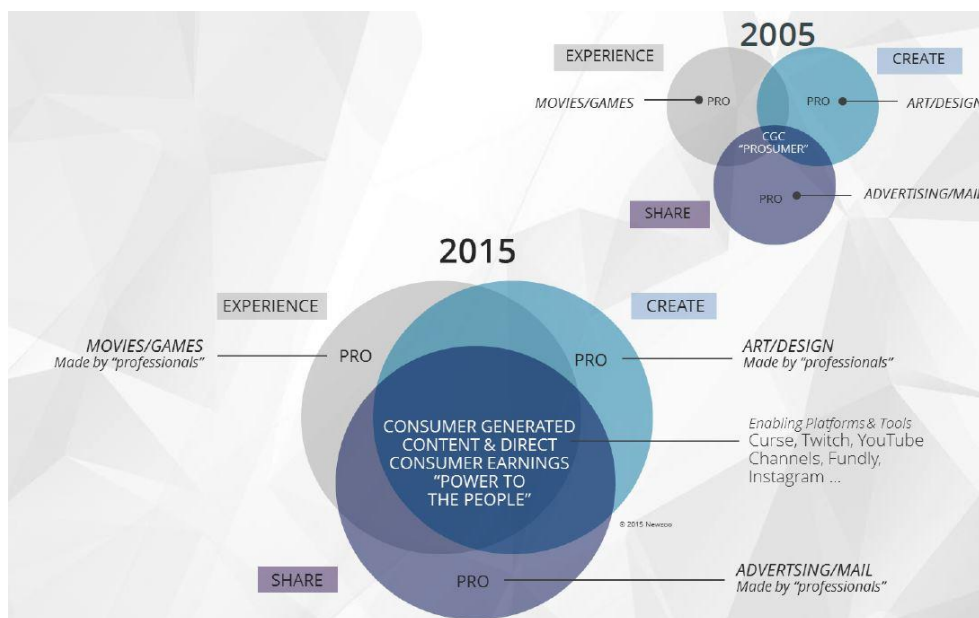 2005
EXPERIENCE
CREATE
MOVIES/GAMES
PRO
PRO
ART/DESIGN
CGC
"PROSUMER"
PRO
ADVERTISING/MAIL
SHARE
2015
EXPERIENCE
CREATE
MOVIES/GAMES
Made by "professionals"
PRO
PRO
ART/DESIGN
Made by "professionals"
CONSUMER GENERATED
CONTENT & DIRECT
CONSUMER EARNINGS
"POWER TO
THE PEOPLE"
Enabling Platforms & Tools
Curse, Twitch, YouTube
Channels, Fundly,
Instagram ...
© 2015 Newzoo
SHARE
PRO
ADVERTSING/MAIL
Made by "professionals"